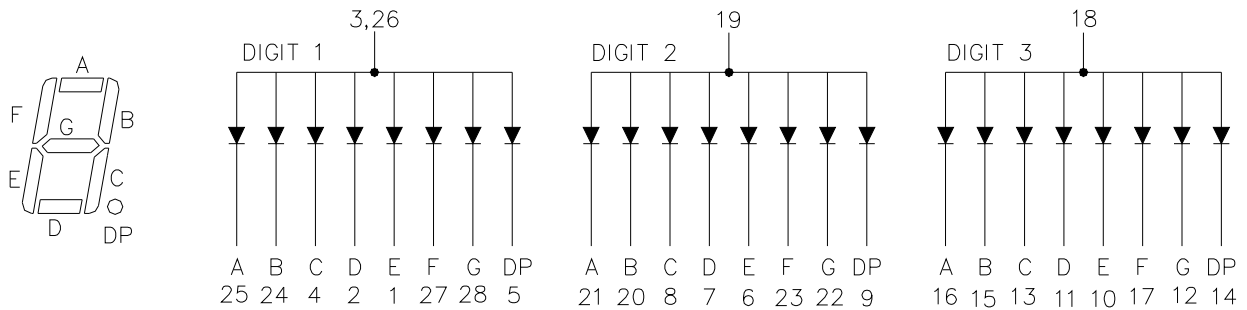 3,26 19 18
DIGIT 1 DIGIT 2 DIGIT 3
A
F B
G
E C
D
DP
A B C D E F G DP A B C D E F G DP A B C D E F G DP
25 24 4 2 1 27 28 5 21 20 8 7 6 23 22 9 16 15 13 11 10 17 12 14